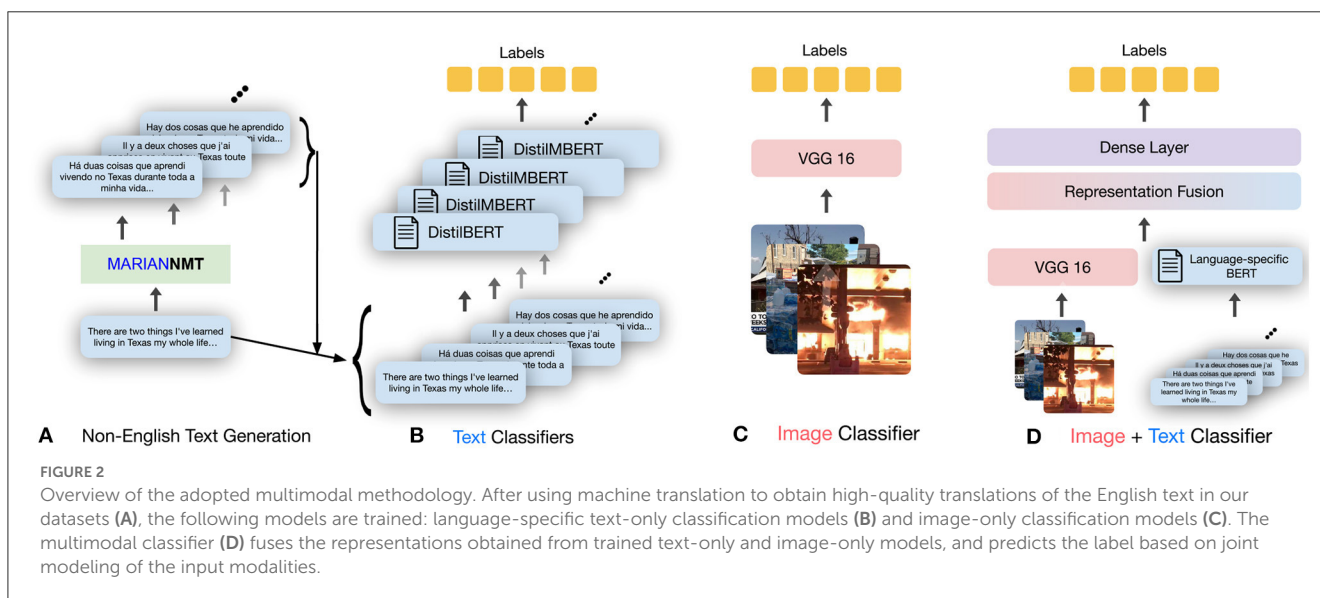 Hay dos cosas que he aprendido
mi vida...
Il y a deux choses que j'ai
Texas toute
Há duas coisas que aprendi
vivendo no Texas durante toda a
minha vida...
MARIANNMT
There are two things I've learned
living in Texas my whole life...
A Non-English Text Generation
Labels
DistilMBERT
DistilMBERT
DistilMBERT
DistilBERT
Hay dos cosas que he aprendido
mi vida...
Il y a deux choses que j'ai
Texas toute
Há duas coisas que aprendi
toda a
There are two things I've learned
living in Texas my whole life...
B Text Classifiers
Labels
VGG 16
C Image Classifier
Labels
Dense Layer
Representation Fusion
VGG 16
Language-specific
BERT
Hay dos cosas que he
Texas
Il y a deux choses que j'ai
Há duas coisas que aprendi
There are two things I've
learned living in Texas my
whole life...
D Image + Text Classifier
FIGURE 2
Overview of the adopted multimodal methodology. After using machine translation to obtain high-quality translations of the English text in our
datasets (A), the following models are trained: language-specific text-only classification models (B) and image-only classification models (C). The
multimodal classifier (D) fuses the representations obtained from trained text-only and image-only models, and predicts the label based on joint
modeling of the input modalities.